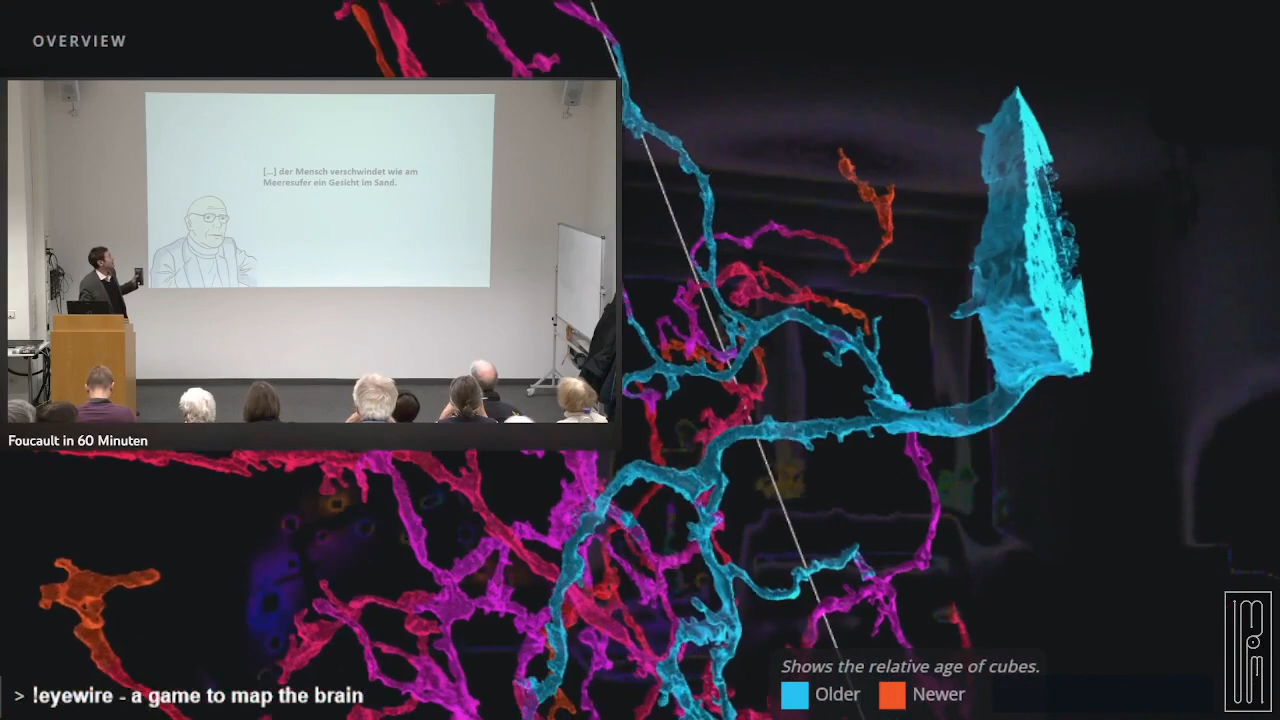 OVERVIEW
[...] der Mensch verschwindet wie am
Meeresufer ein Gesicht im Sand.
Foucault in 60 Minuten
Shows the relative age of cubes.
Older
Newer
> !eyewire - a game to map the brain